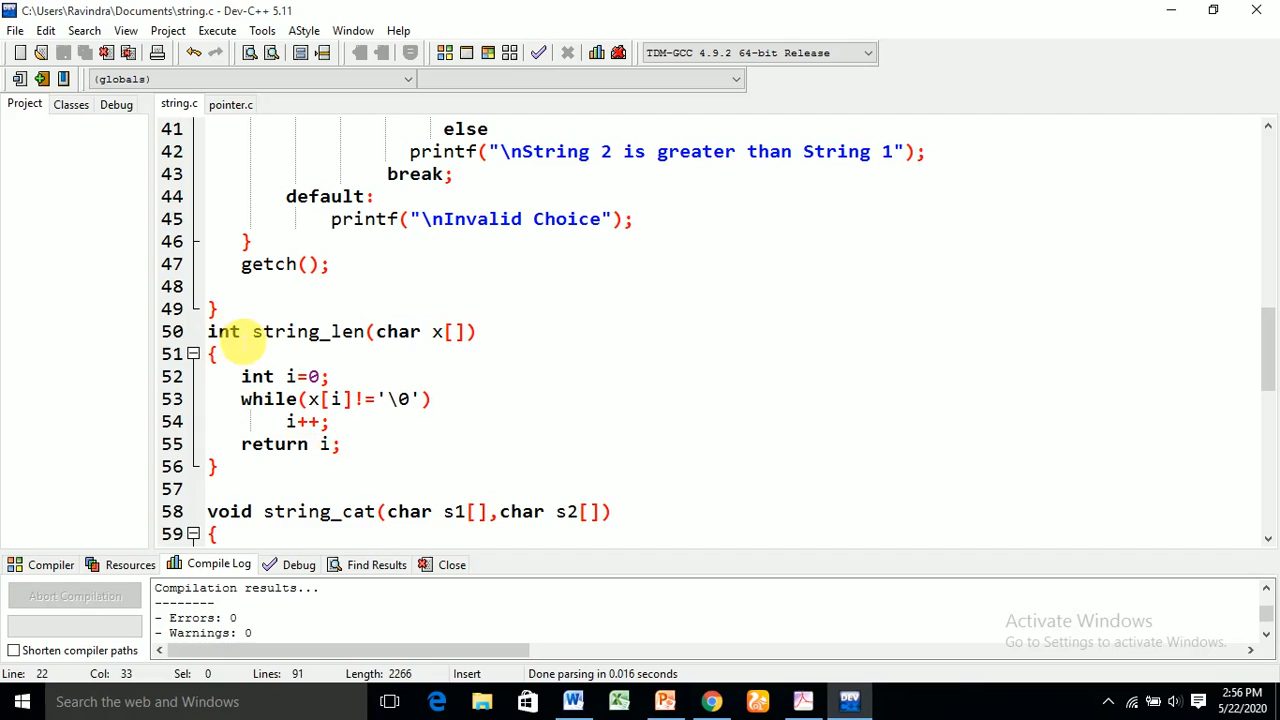 C:\Users\Ravindra\Documents\string.c - Dev-C++ 5.11
File Edit Search View Project Execute Tools AStyle Window Help
TDM-GCC 4.9.2 64-bit Release
(globals)
Project Classes Debug string.c pointer.c
41 else
42 printf("\nString 2 is greater than String 1");
43 break;
44 default:
45 printf("\nInvalid Choice");
46 }
47 getch();
48
49 }
50 int string_len(char x[])
51 {
52 int i=0;
53 while(x[i]!='\0')
54 i++;
55 return i;
56 }
57
58 void string_cat(char s1[],char s2[])
59 {
Compiler Resources Compile Log Debug Find Results Close
Abort Compilation
Shorten compiler paths
Compilation results...
--------
- Errors: 0
- Warnings: 0
Activate Windows
Go to Settings to activate Windows.
Line: 22 Col: 33 Sel: 0 Lines: 91 Length: 2266 Insert Done parsing in 0.016 seconds
Search the web and Windows
2:56 PM
5/22/2020